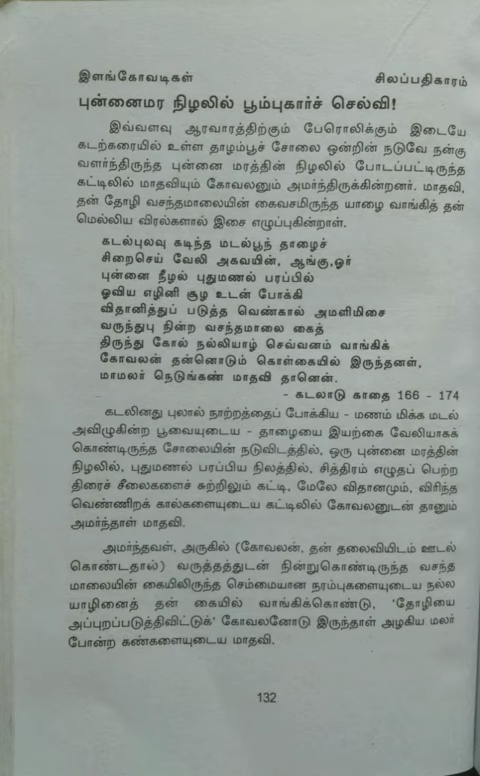 இளங்கோவடிகள் சிலப்பதிகாரம்
புன்னைமர நிழலில் பூம்புகார்ச் செல்வி!
இவ்வளவு ஆரவாரத்திற்கும் பேரொலிக்கும் இடையே
கடற்கரையில் உள்ள தாழம்பூச் சோலை ஒன்றின் நடுவே நன்கு
வளர்ந்திருந்த புன்னை மரத்தின் நிழலில் போடப்பட்டிருந்த
கட்டிலில் மாதவியும் கோவலனும் அமர்ந்திருக்கின்றனர். மாதவி,
தன் தோழி வசந்தமாலையின் கைவசமிருந்த யாழை வாங்கித் தன்
மெல்லிய விரல்களால் இசை எழுப்புகின்றாள்.
கடல்புலவு கடிந்த மடல்பூந் தாழைச்
சிறைசெய் வேலி அகவயின், ஆங்கு,ஓர்
புன்னை நீழல் புதுமணல் பரப்பில்
ஓவிய எழினி சூழ உடன் போக்கி
விதானித்துப் படுத்த வெண்கால் அமளிமிசை
வருந்துபு நின்ற வசந்தமாலை கைத்
திருந்து கோல் நல்லியாழ் செவ்வனம் வாங்கிக்
கோவலன் தன்னொடும் கொள்கையில் இருந்தனள்,
மாமலர் நெடுங்கண் மாதவி தானென்.
- கடலாடு காதை 166 - 174
கடலினது புலால் நாற்றத்தைப் போக்கிய - மணம் மிக்க மடல்
அவிழுகின்ற பூவையுடைய - தாழையை இயற்கை வேலியாகக்
கொண்டிருந்த சோலையின் நடுவிடத்தில், ஒரு புன்னை மரத்தின்
நிழலில், புதுமணல் பரப்பிய நிலத்தில், சித்திரம் எழுதப் பெற்ற
திரைச் சீலைகளைச் சுற்றிலும் கட்டி, மேலே விதானமும், விரிந்த
வெண்ணிறக் கால்களையுடைய கட்டிலில் கோவலனுடன் தானும்
அமர்ந்தாள் மாதவி.
அமர்ந்தவள், அருகில் (கோவலன், தன் தலைவியிடம் ஊடல்
கொண்டதால்) வருத்தத்துடன் நின்றுகொண்டிருந்த வசந்த
மாலையின் கையிலிருந்த செம்மையான நரம்புகளையுடைய நல்ல
யாழினைத் தன் கையில் வாங்கிக்கொண்டு, 'தோழியை
அப்புறப்படுத்திவிட்டுக்' கோவலனோடு இருந்தாள் அழகிய மலர்
போன்ற கண்களையுடைய மாதவி.
132